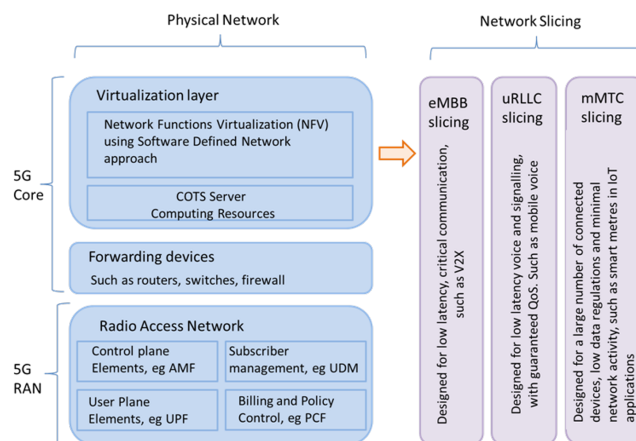 Physical Network
Network Slicing
5G
Core
Virtualization layer
Network Functions Virtualization (NFV)
using Software Defined Network
approach
COTS Server
Computing Resources
Forwarding devices
Such as routers, switches, firewall
5G
RAN
Radio Access Network
Control plane
Elements, eg AMF
Subscriber
management, eg UDM
User Plane
Elements, eg UPF
Billing and Policy
Control, eg PCF
eMBB
slicing
Designed for low latency, critical communication,
such as V2X
uRLLC
slicing
Designed for low latency voice and signalling,
with guaranteed QoS. Such as mobile voice
mMTC
slicing
Designed for a large number of connected
devices, low data regulations and minimal
network activity, such as smart metres in IoT
applications